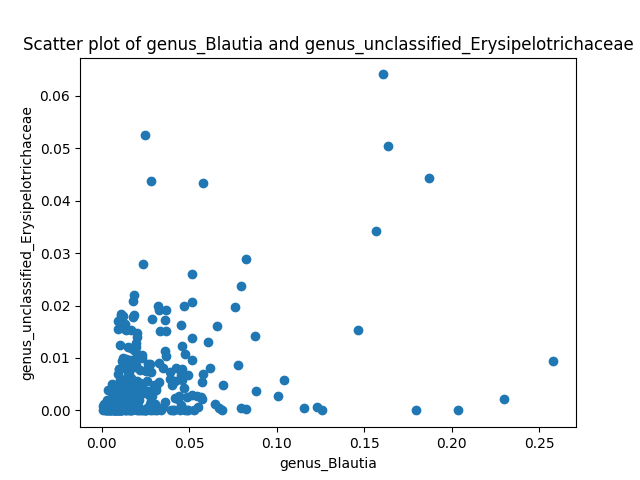 Scatter plot of genus_Blautia and genus_unclassified_Erysipelotrichaceae
genus_unclassified_Erysipelotrichaceae
0.06
0.05
0.04
0.03
0.02
0.01
0.00
0.00 0.05 0.10 0.15 0.20 0.25
genus_Blautia